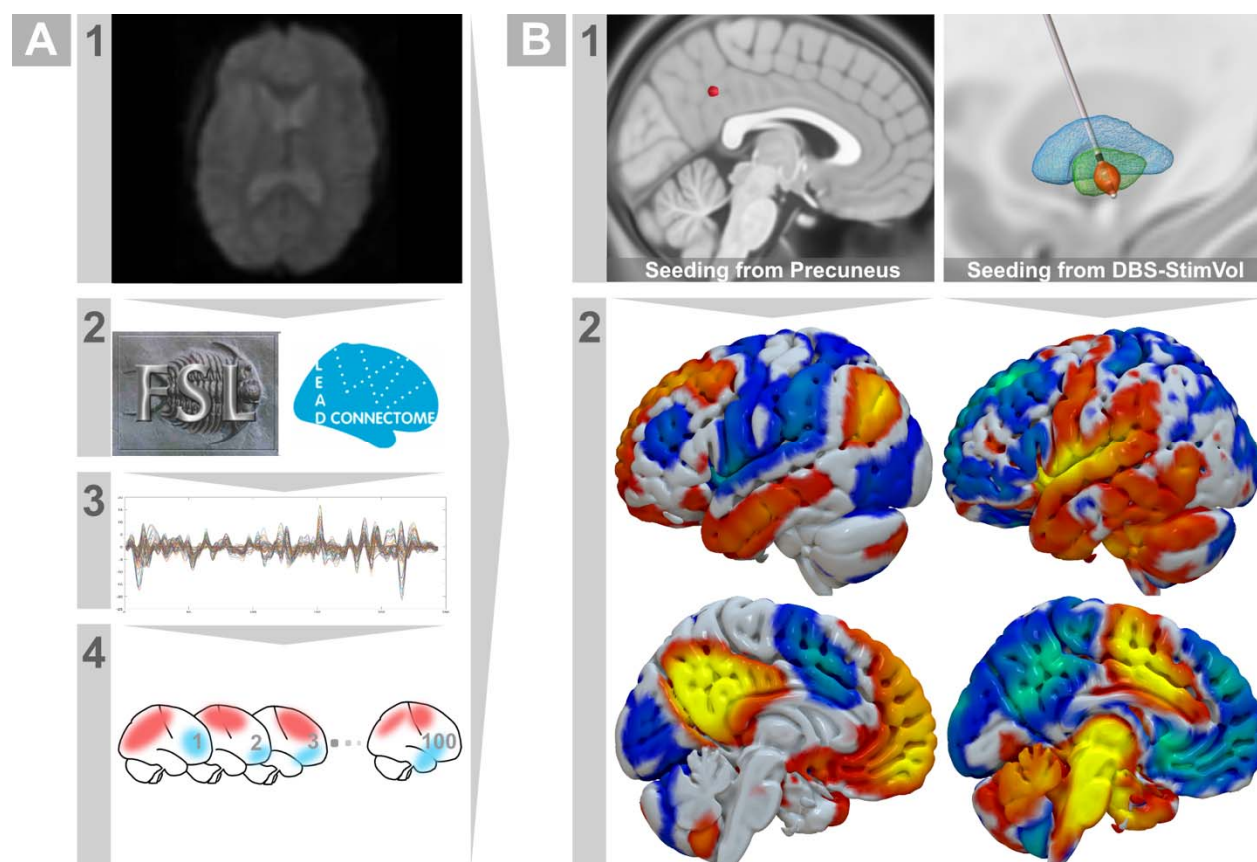 A
1
2
FSL
LEAD CONNECTOME
3
4
1
2
3
100
B
1
Seeding from Precuneus
Seeding from DBS-StimVol
2